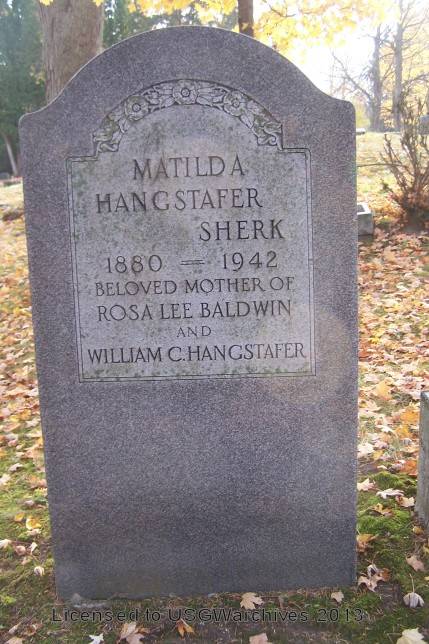 MATILDA
HANGSTAFER
SHERK
1880 = 1942
BELOVED MOTHER OF
ROSA LEE BALDWIN
AND
WILLIAM C. HANGSTAFER
Licensed to USGWarchives 2013